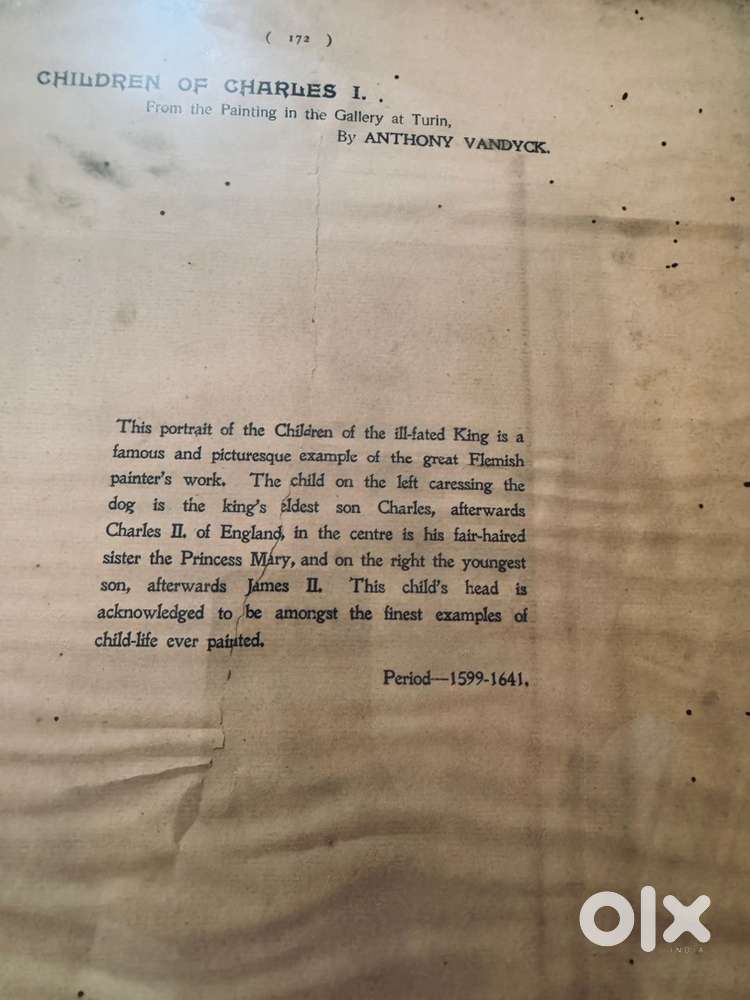 ( 172 )
CHILDREN OF CHARLES I.
From the Painting in the Gallery at Turin,
By ANTHONY VANDYCK.
This portrait of the Children of the ill-fated King is a
famous and picturesque example of the great Flemish
painter's work. The child on the left caressing the
dog is the king's eldest son Charles, afterwards
Charles II. of England, in the centre is his fair-haired
sister the Princess Mary, and on the right the youngest
son, afterwards James II. This child's head is
acknowledged to be amongst the finest examples of
child-life ever painted.
Period—1599-1641.
olx
INDIA